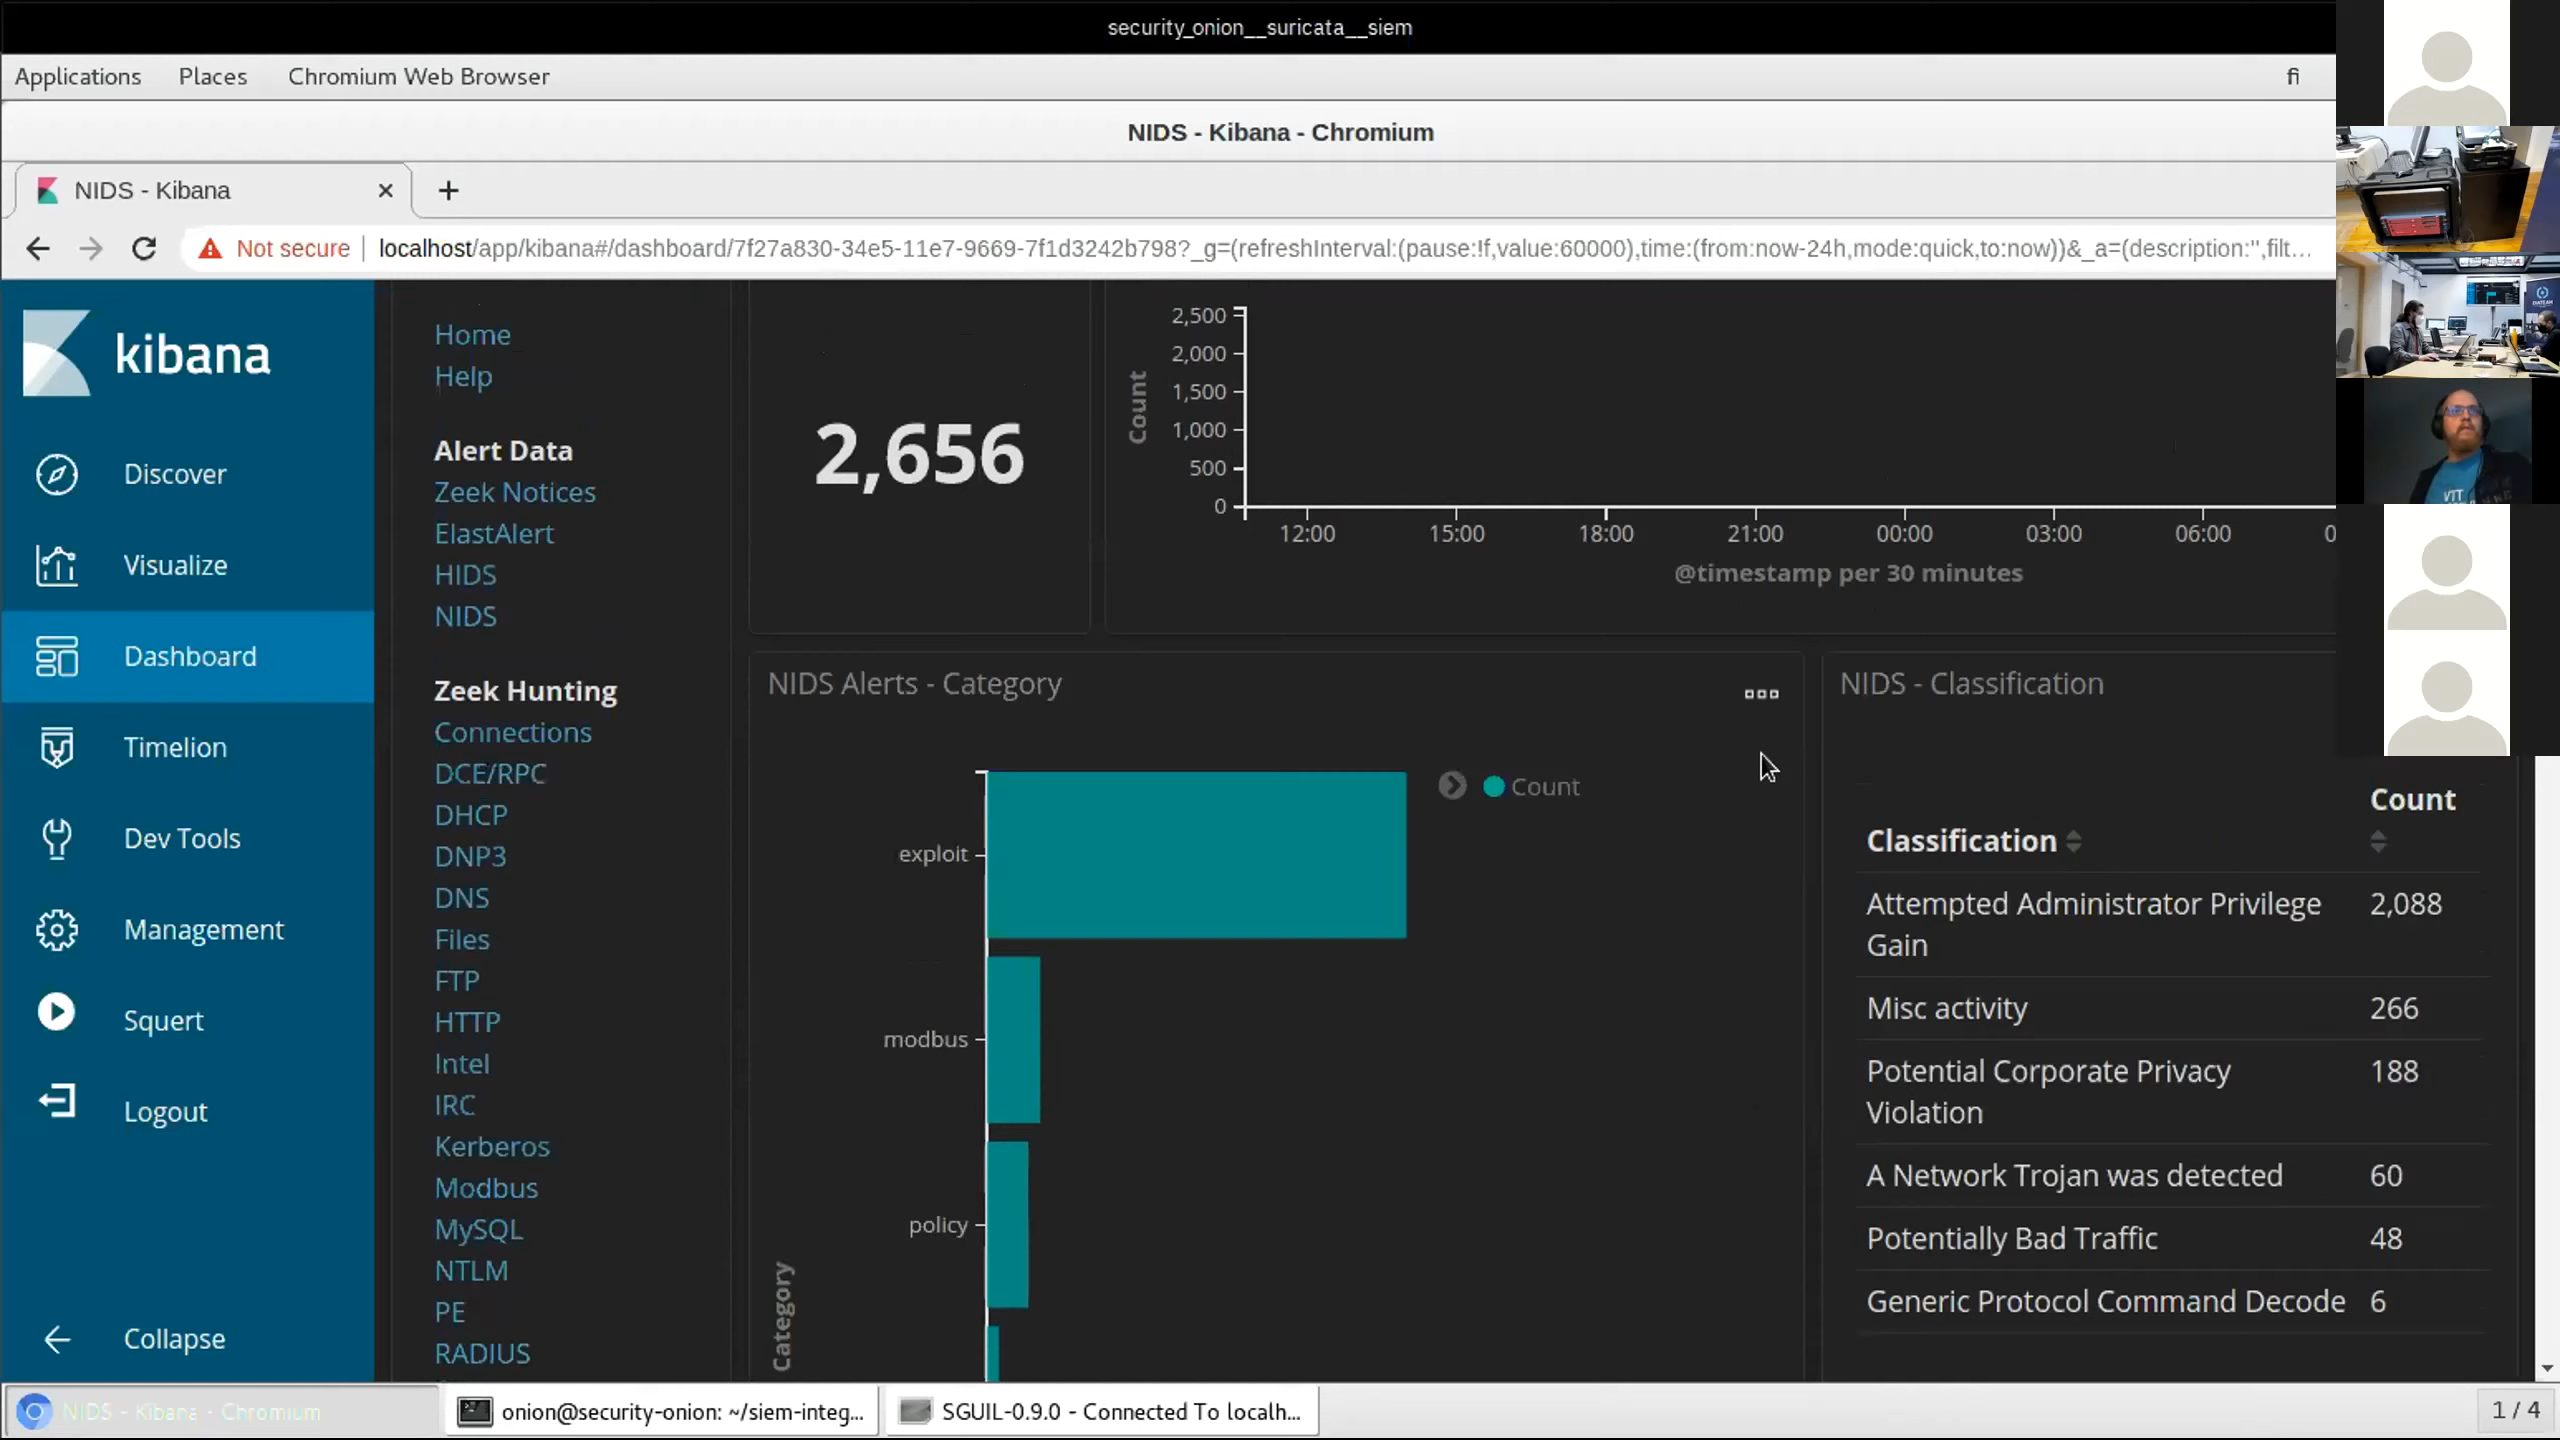 security_onion__suricata__siem
Applications Places Chromium Web Browser fi
NIDS - Kibana - Chromium
NIDS - Kibana
Not secure localhost/app/kibana#/dashboard/7f27a830-34e5-11e7-9669-7f1d3242b798?_g=(refreshInterval:(pause:!f,value:60000),time:(from:now-24h,mode:quick,to:now))&_a=(description:'',filt...
kibana
Discover
Visualize
Dashboard
Timelion
Dev Tools
Management
Squert
Logout
Collapse
Home
Help
Alert Data
Zeek Notices
ElastAlert
HIDS
NIDS
Zeek Hunting
Connections
DCE/RPC
DHCP
DNP3
DNS
Files
FTP
HTTP
Intel
IRC
Kerberos
Modbus
MySQL
NTLM
PE
RADIUS
2,656
Count
2,500
2,000
1,500
1,000
500
0
12:00 15:00 18:00 21:00 00:00 03:00 06:00 0
@timestamp per 30 minutes
NIDS Alerts - Category
Count
exploit
modbus
policy
Category
NIDS - Classification
Classification Count
Attempted Administrator Privilege Gain 2,088
Misc activity 266
Potential Corporate Privacy Violation 188
A Network Trojan was detected 60
Potentially Bad Traffic 48
Generic Protocol Command Decode 6
VTT
NIDS - Kibana - Chromium
onion@security-onion: ~/siem-integ...
SGUIL-0.9.0 - Connected To localh...
1 / 4